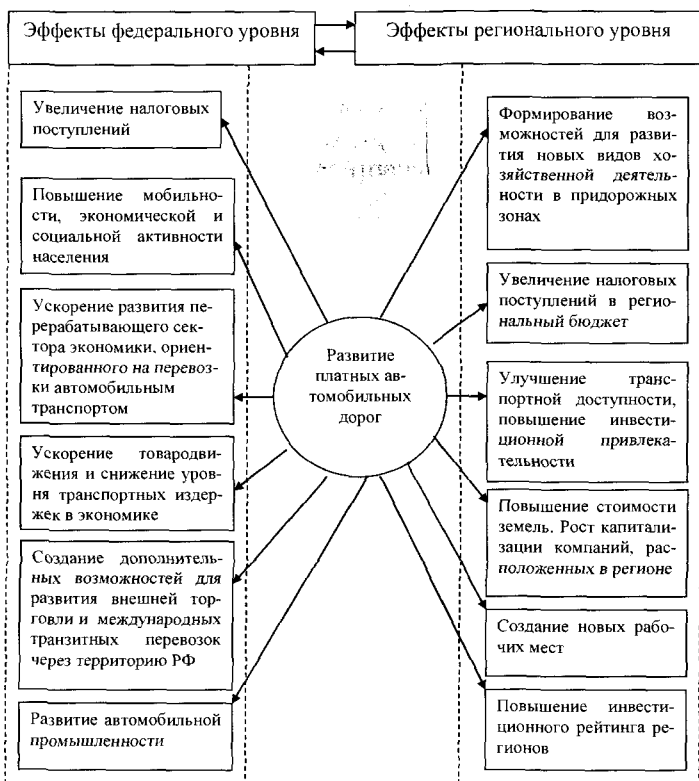 Эффекты федерального уровня
Эффекты регионального уровня
Увеличение налоговых
поступлений
Повышение мобильно-
сти, экономической и
социальной активности
населения
Ускорение развития пе-
рерабатывающего сек-
тора экономики, ориен-
тированного на перевоз-
ки автомобильным
транспортом
Ускорение товародви-
жения и снижение уров-
ня транспортных издер-
жек в экономике
Создание дополнитель-
ных возможностей для
развития внешней тор-
говли и международных
транзитных перевозок
через территорию РФ
Развитие автомобильной
промышленности
Развитие
платных ав-
томобильных
дорог
Формирование воз-
можностей для разви-
тия новых видов хо-
зяйственной деятель-
ности в придорожных
зонах
Увеличение налоговых
поступлений в регио-
нальный бюджет
Улучшение транс-
портной доступности,
повышение инвести-
ционной привлека-
тельности
Повышение стоимости
земель. Рост капитали-
зации компаний, рас-
положенных в регионе
Создание новых рабо-
чих мест
Повышение инвести-
ционного рейтинга ре-
гионов